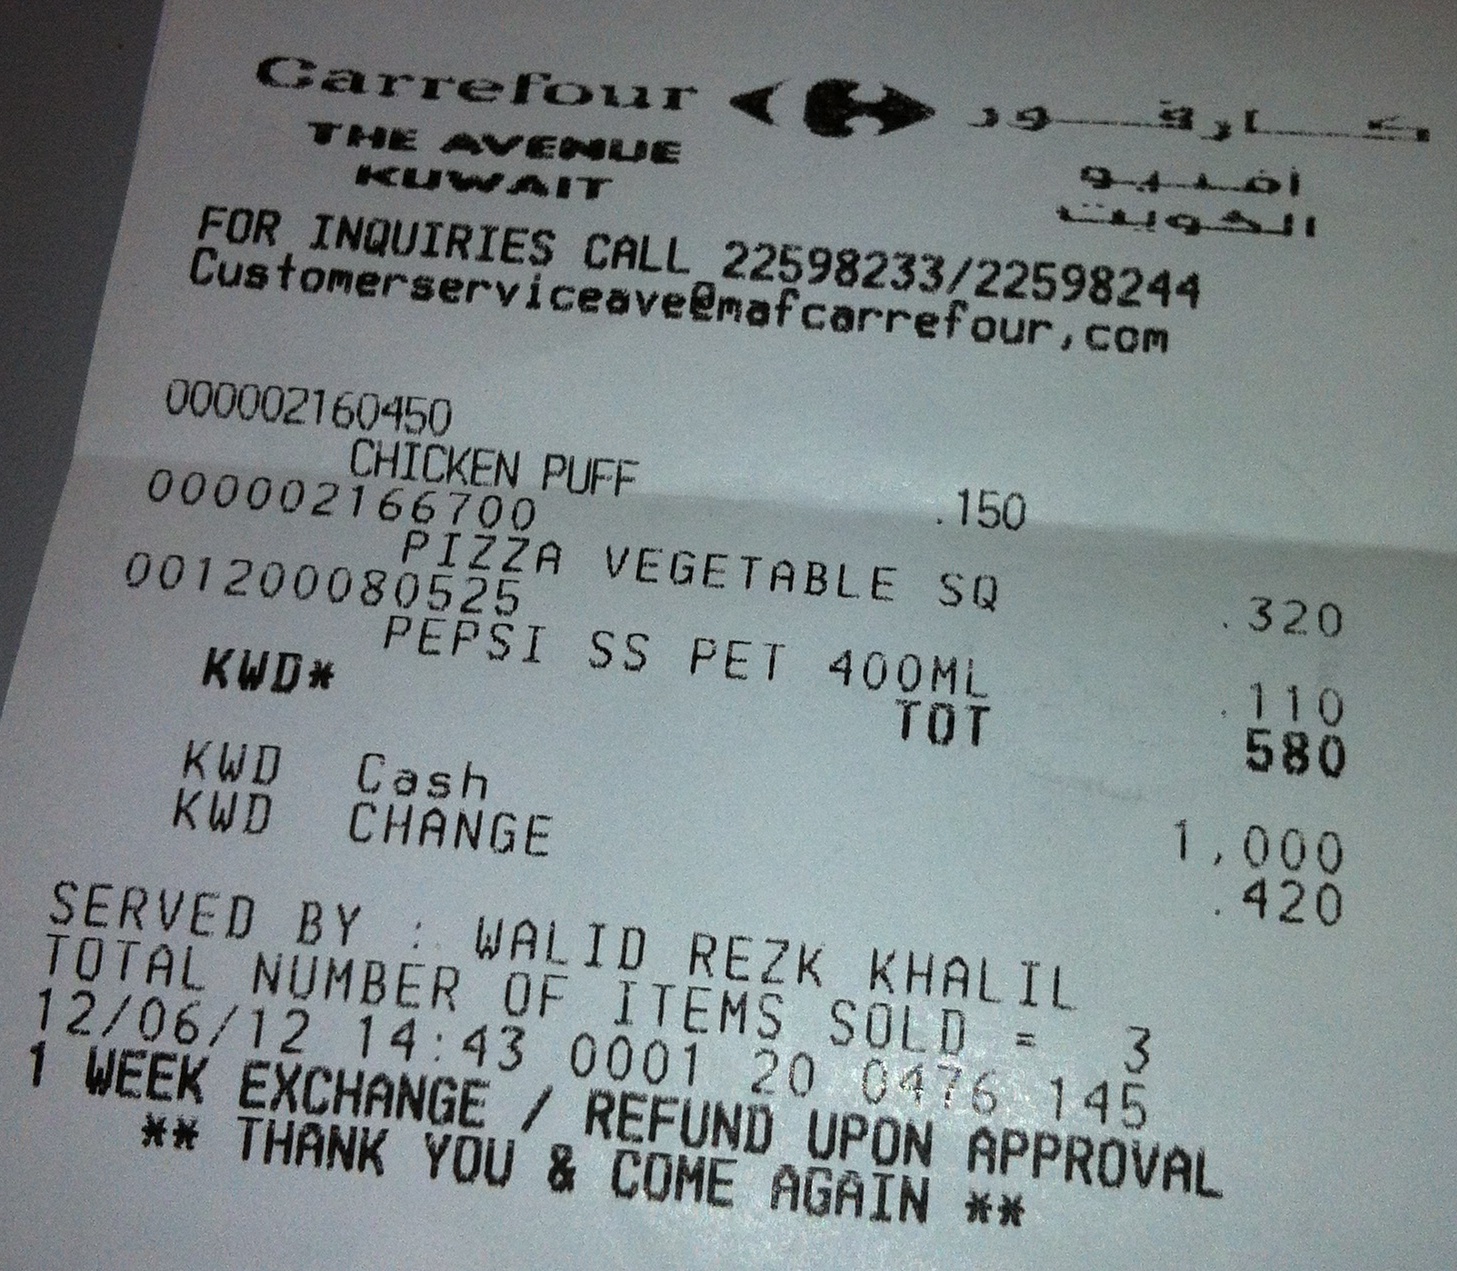 Carrefour كارفور
THE AVENUE افنيو
KUWAIT الكويت
FOR INQUIRIES CALL 22598233/22598244
Customerserviceave@mafcarrefour,com
000002160450
CHICKEN PUFF .150
000002166700
PIZZA VEGETABLE SQ .320
001200080525
PEPSI SS PET 400ML .110
KWD* TOT 580
KWD Cash 1,000
KWD CHANGE .420
SERVED BY : WALID REZK KHALIL
TOTAL NUMBER OF ITEMS SOLD = 3
12/06/12 14:43 0001 20 0476 145
1 WEEK EXCHANGE / REFUND UPON APPROVAL
** THANK YOU & COME AGAIN **